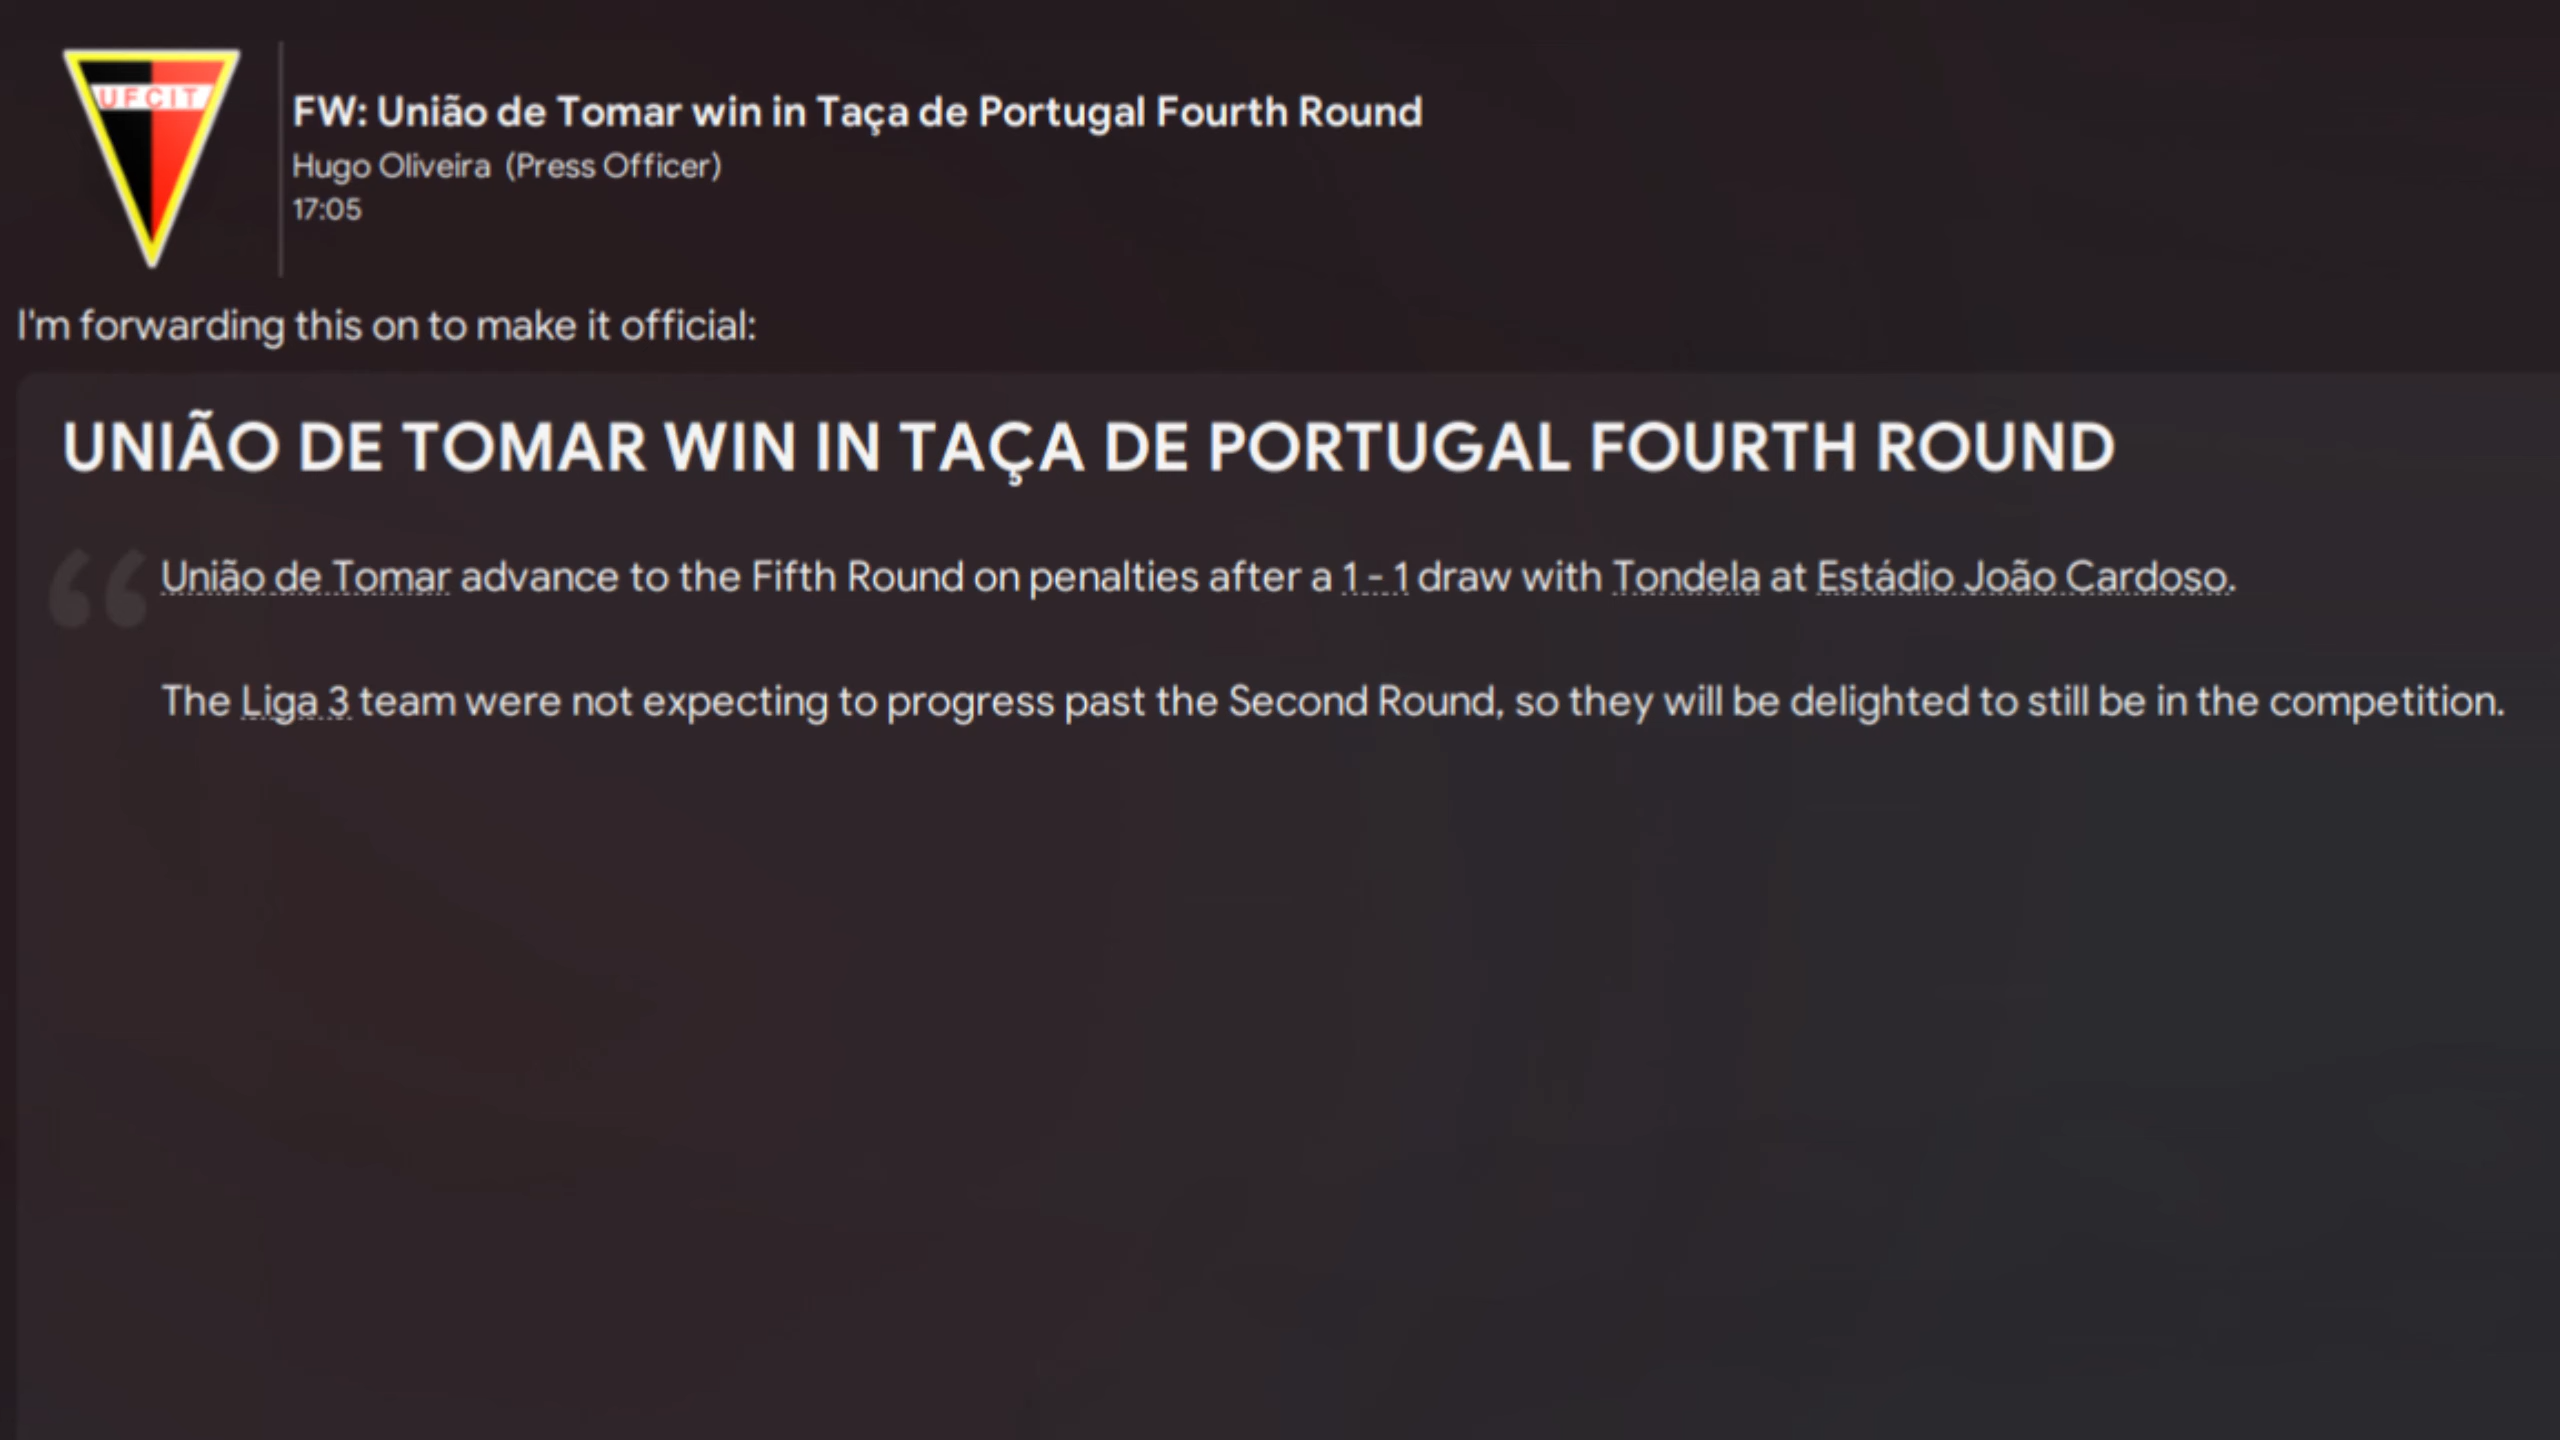 UFCIT
FW: União de Tomar win in Taça de Portugal Fourth Round
Hugo Oliveira (Press Officer)
17:05
I'm forwarding this on to make it official:
UNIÃO DE TOMAR WIN IN TAÇA DE PORTUGAL FOURTH ROUND
União de Tomar advance to the Fifth Round on penalties after a 1 - 1 draw with Tondela at Estádio João Cardoso.
The Liga 3 team were not expecting to progress past the Second Round, so they will be delighted to still be in the competition.